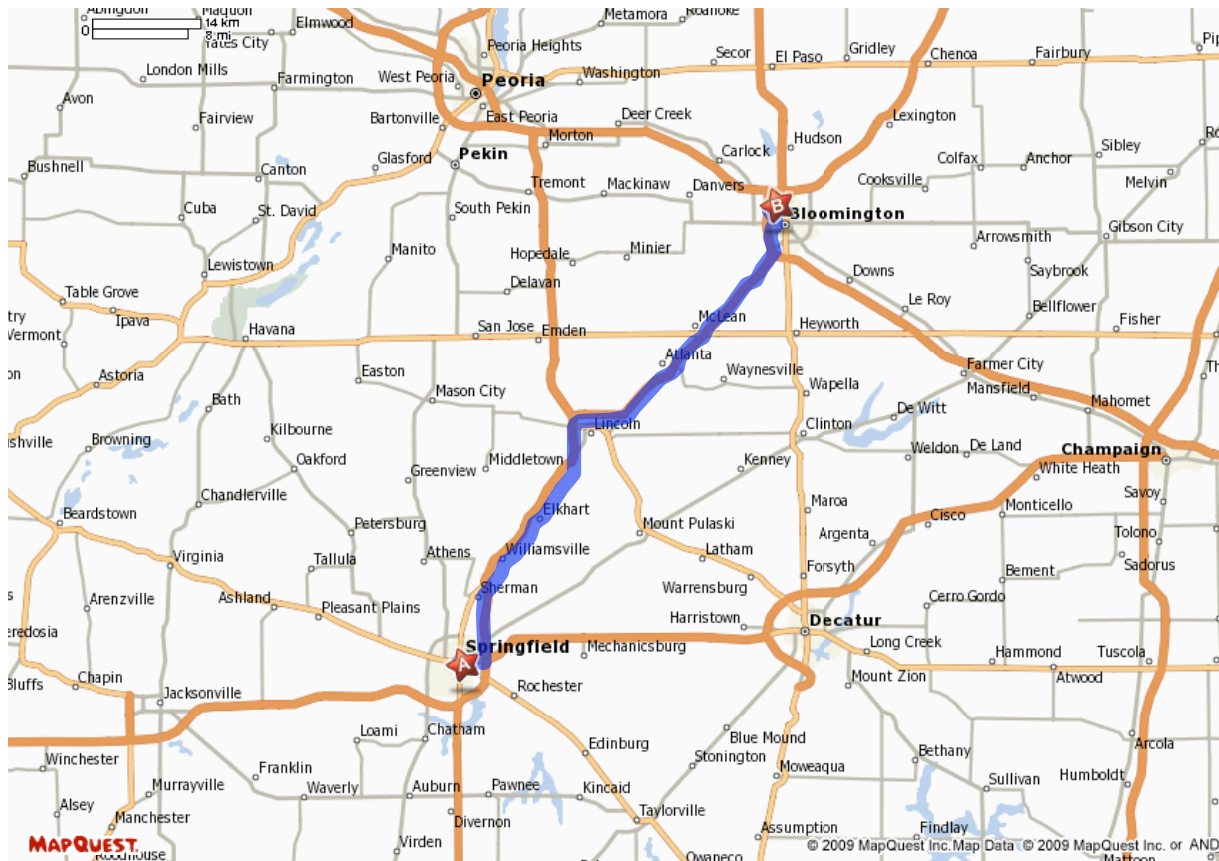 Abingdon
Maquon
14 km
0
8 mi
Yates City
Elmwood
Metamora
Roanoke
Peoria Heights
Secor
El Paso
Gridley
Chenoa
Fairbury
London Mills
Farmington
West Peoria
Peoria
Washington
Avon
Fairview
Bartonville
East Peoria
Deer Creek
Hudson
Lexington
Morton
Carlock
Sibley
Bushnell
Canton
Glasford
Pekin
Colfax
Anchor
Melvin
Tremont
Mackinaw
Danvers
Cooksville
Cuba
St. David
South Pekin
B
Bloomington
Gibson City
Manito
Hopedale
Minier
Arrowsmith
Saybrook
Lewistown
Delavan
Downs
Table Grove
Le Roy
Bellflower
try
Ipava
Havana
San Jose
Emden
McLean
Heyworth
Fisher
Vermont
Atlanta
Waynesville
Farmer City
on
Astoria
Easton
Mason City
Wapella
Mansfield
Mahomet
Th
Bath
De Witt
shville
Browning
Kilbourne
Lincoln
Clinton
Weldon
De Land
Champaign
Oakford
Greenview
Middletown
Kenney
White Heath
Chandlerville
Maroa
Monticello
Savoy
Beardstown
Petersburg
Elkhart
Mount Pulaski
Argenta
Cisco
Tolono
Virginia
Tallula
Athens
Williamsville
Latham
Forsyth
Bement
Sadorus
Arenzville
Ashland
Pleasant Plains
Sherman
Warrensburg
Cerro Gordo
eredosia
Harristown
Decatur
A
Springfield
Mechanicsburg
Long Creek
Hammond
Tuscola
Bluffs
Chapin
Jacksonville
Rochester
Mount Zion
Atwood
Loami
Chatham
Edinburg
Blue Mound
Arcola
Winchester
Stonington
Bethany
Franklin
Moweaqua
Sullivan
Humboldt
Murrayville
Waverly
Auburn
Pawnee
Kincaid
Alsey
Manchester
Divernon
Taylorville
MAPQUEST.
Roodhouse
Virden
Assumption
Findlay
Owaneco
© 2009 MapQuest Inc. Map Data © 2009 MapQuest Inc. or AND
Mattoon